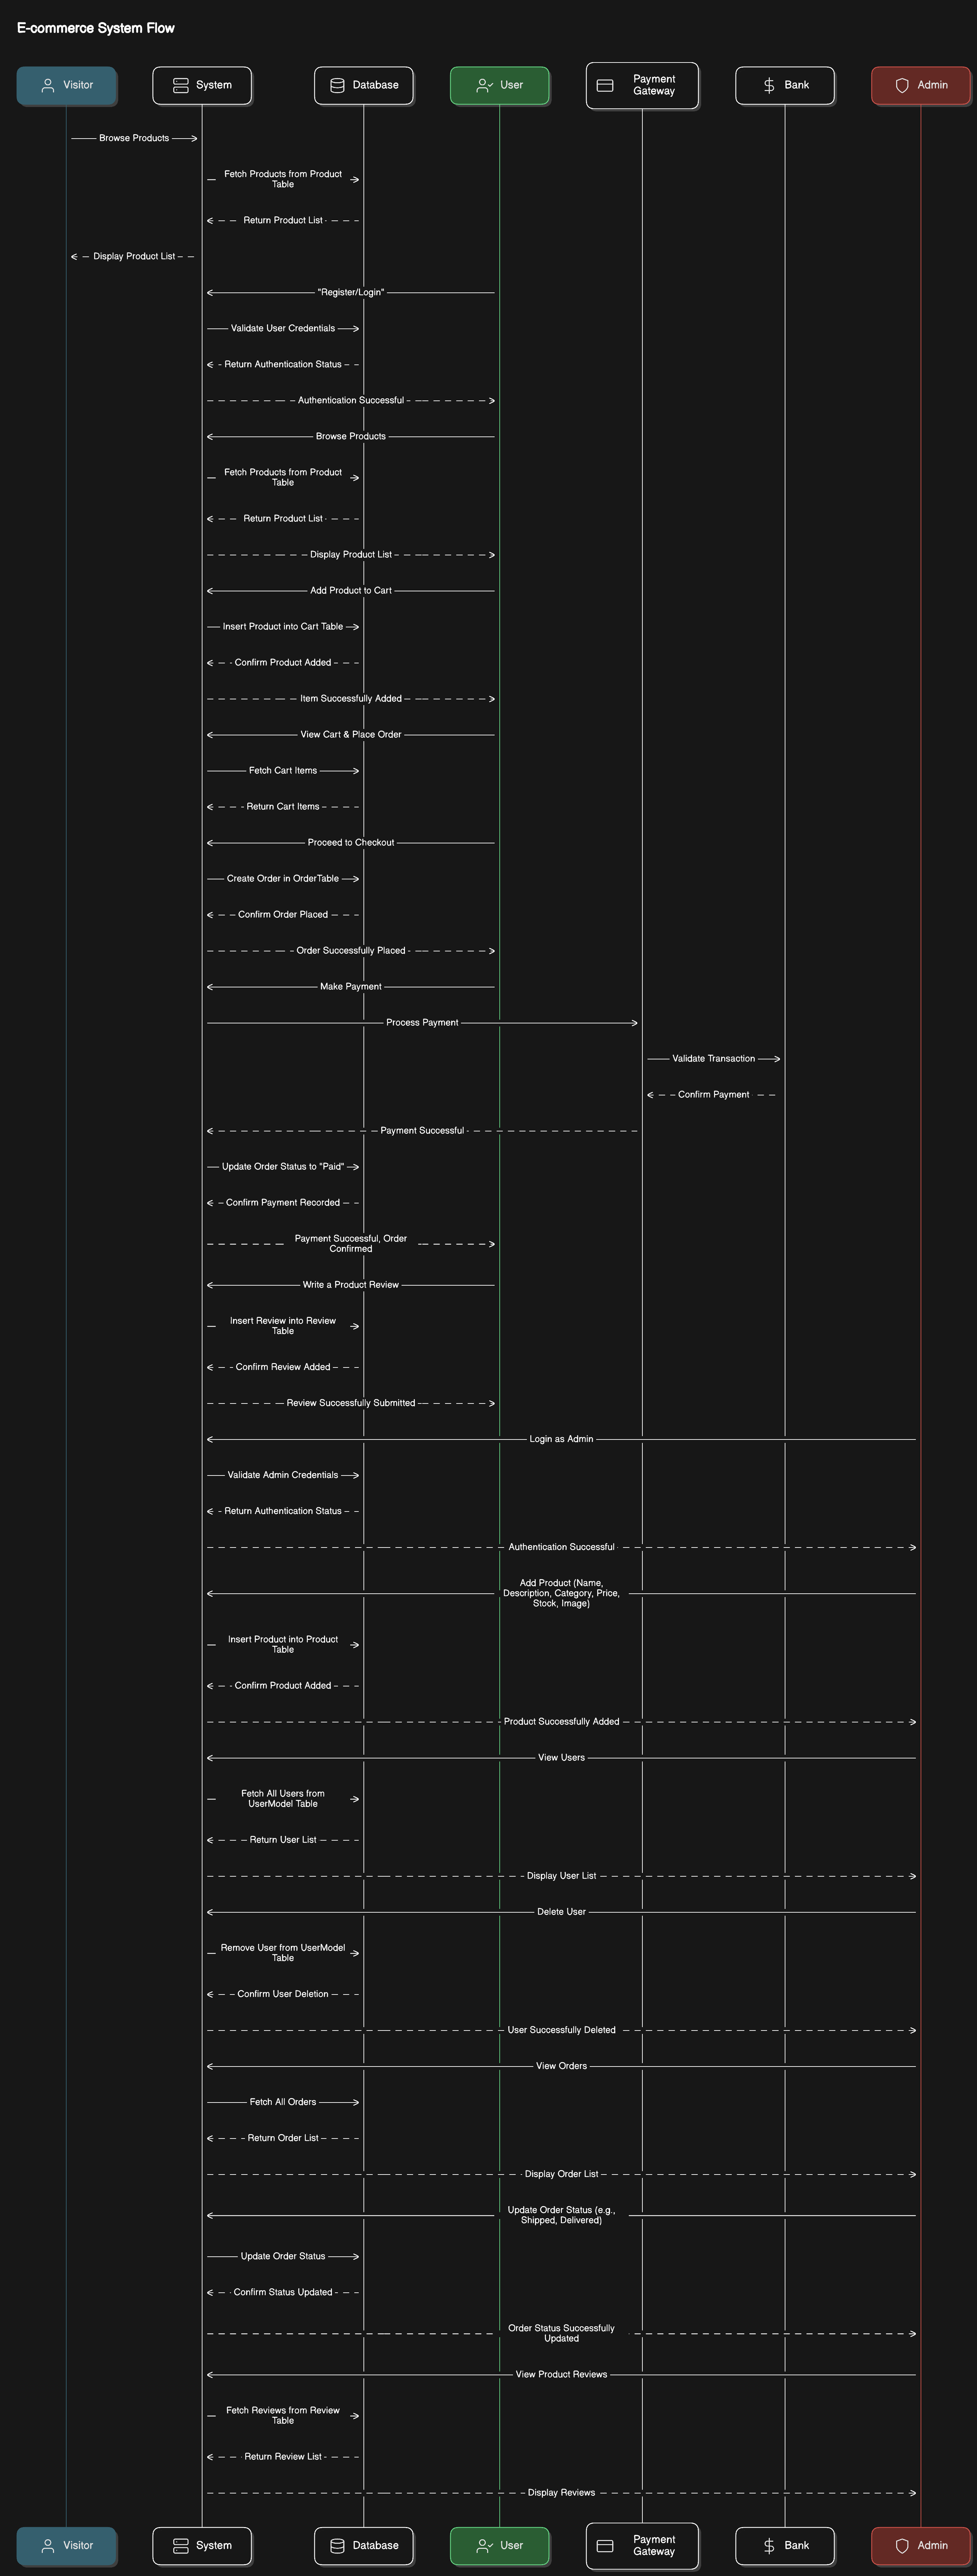 E-commerce System Flow
Visitor
System
Database
User
Payment
Gateway
Bank
Admin
Browse Products
Fetch Products from Product
Table
Return Product List
Display Product List
"Register/Login"
Validate User Credentials
Return Authentication Status
Authentication Successful
Browse Products
Fetch Products from Product
Table
Return Product List
Display Product List
Add Product to Cart
Insert Product into Cart Table
Confirm Product Added
Item Successfully Added
View Cart & Place Order
Fetch Cart Items
Return Cart Items
Proceed to Checkout
Create Order in OrderTable
Confirm Order Placed
Order Successfully Placed
Make Payment
Process Payment
Validate Transaction
Confirm Payment
Payment Successful
Update Order Status to "Paid"
Confirm Payment Recorded
Payment Successful, Order
Confirmed
Write a Product Review
Insert Review into Review
Table
Confirm Review Added
Review Successfully Submitted
Login as Admin
Validate Admin Credentials
Return Authentication Status
Authentication Successful
Add Product (Name,
Description, Category, Price,
Stock, Image)
Insert Product into Product
Table
Confirm Product Added
Product Successfully Added
View Users
Fetch All Users from
UserModel Table
Return User List
Display User List
Delete User
Remove User from UserModel
Table
Confirm User Deletion
User Successfully Deleted
View Orders
Fetch All Orders
Return Order List
Display Order List
Update Order Status (e.g.,
Shipped, Delivered)
Update Order Status
Confirm Status Updated
Order Status Successfully
Updated
View Product Reviews
Fetch Reviews from Review
Table
Return Review List
Display Reviews
Visitor
System
Database
User
Payment
Gateway
Bank
Admin